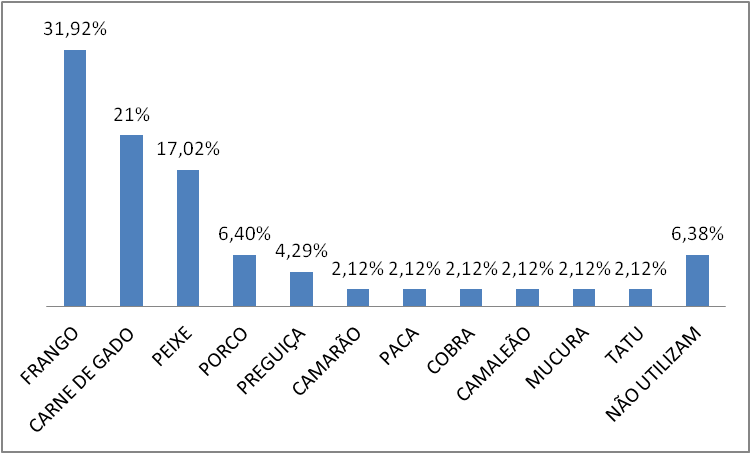 31,92%
21%
17,02%
6,40%
4,29%
2,12%
2,12%
2,12%
2,12%
2,12%
2,12%
6,38%
FRANGO
CARNE DE GADO
PEIXE
PORCO
PREGUIÇA
CAMARÃO
PACA
COBRA
CAMALEÃO
MUCURA
TATU
NÃO UTILIZAM